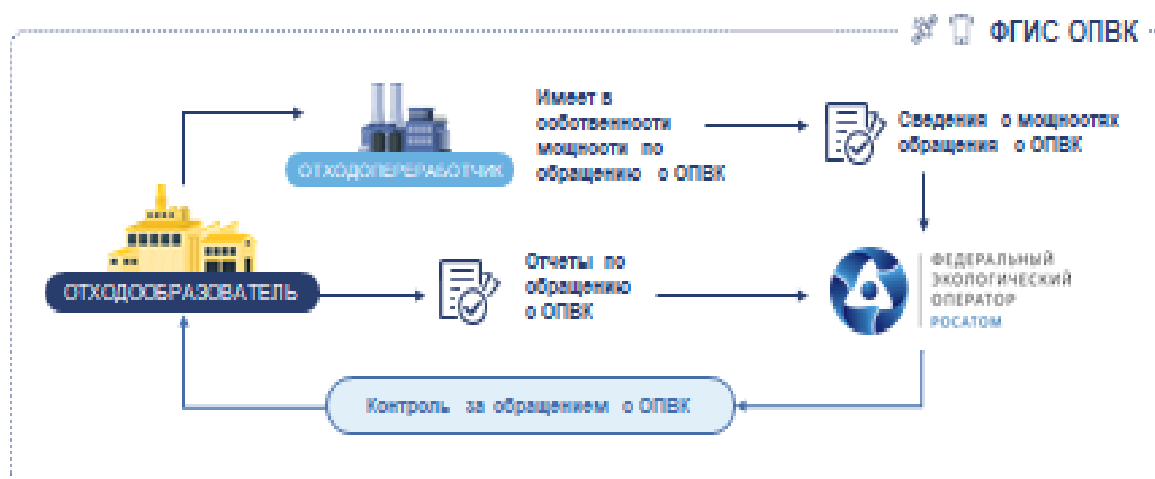 ФГИС ОПВК
Имеет в
собственности
мощности по
обращению с ОПВК
Сведения о мощностях
обращения с ОПВК
ОТХОДОПЕРЕРАБОТЧИК
ОТХОДООБРАЗОВАТЕЛЬ
Отчеты по
обращению
с ОПВК
ФЕДЕРАЛЬНЫЙ
ЭКОЛОГИЧЕСКИЙ
ОПЕРАТОР
РОСАТОМ
Контроль за обращением с ОПВК